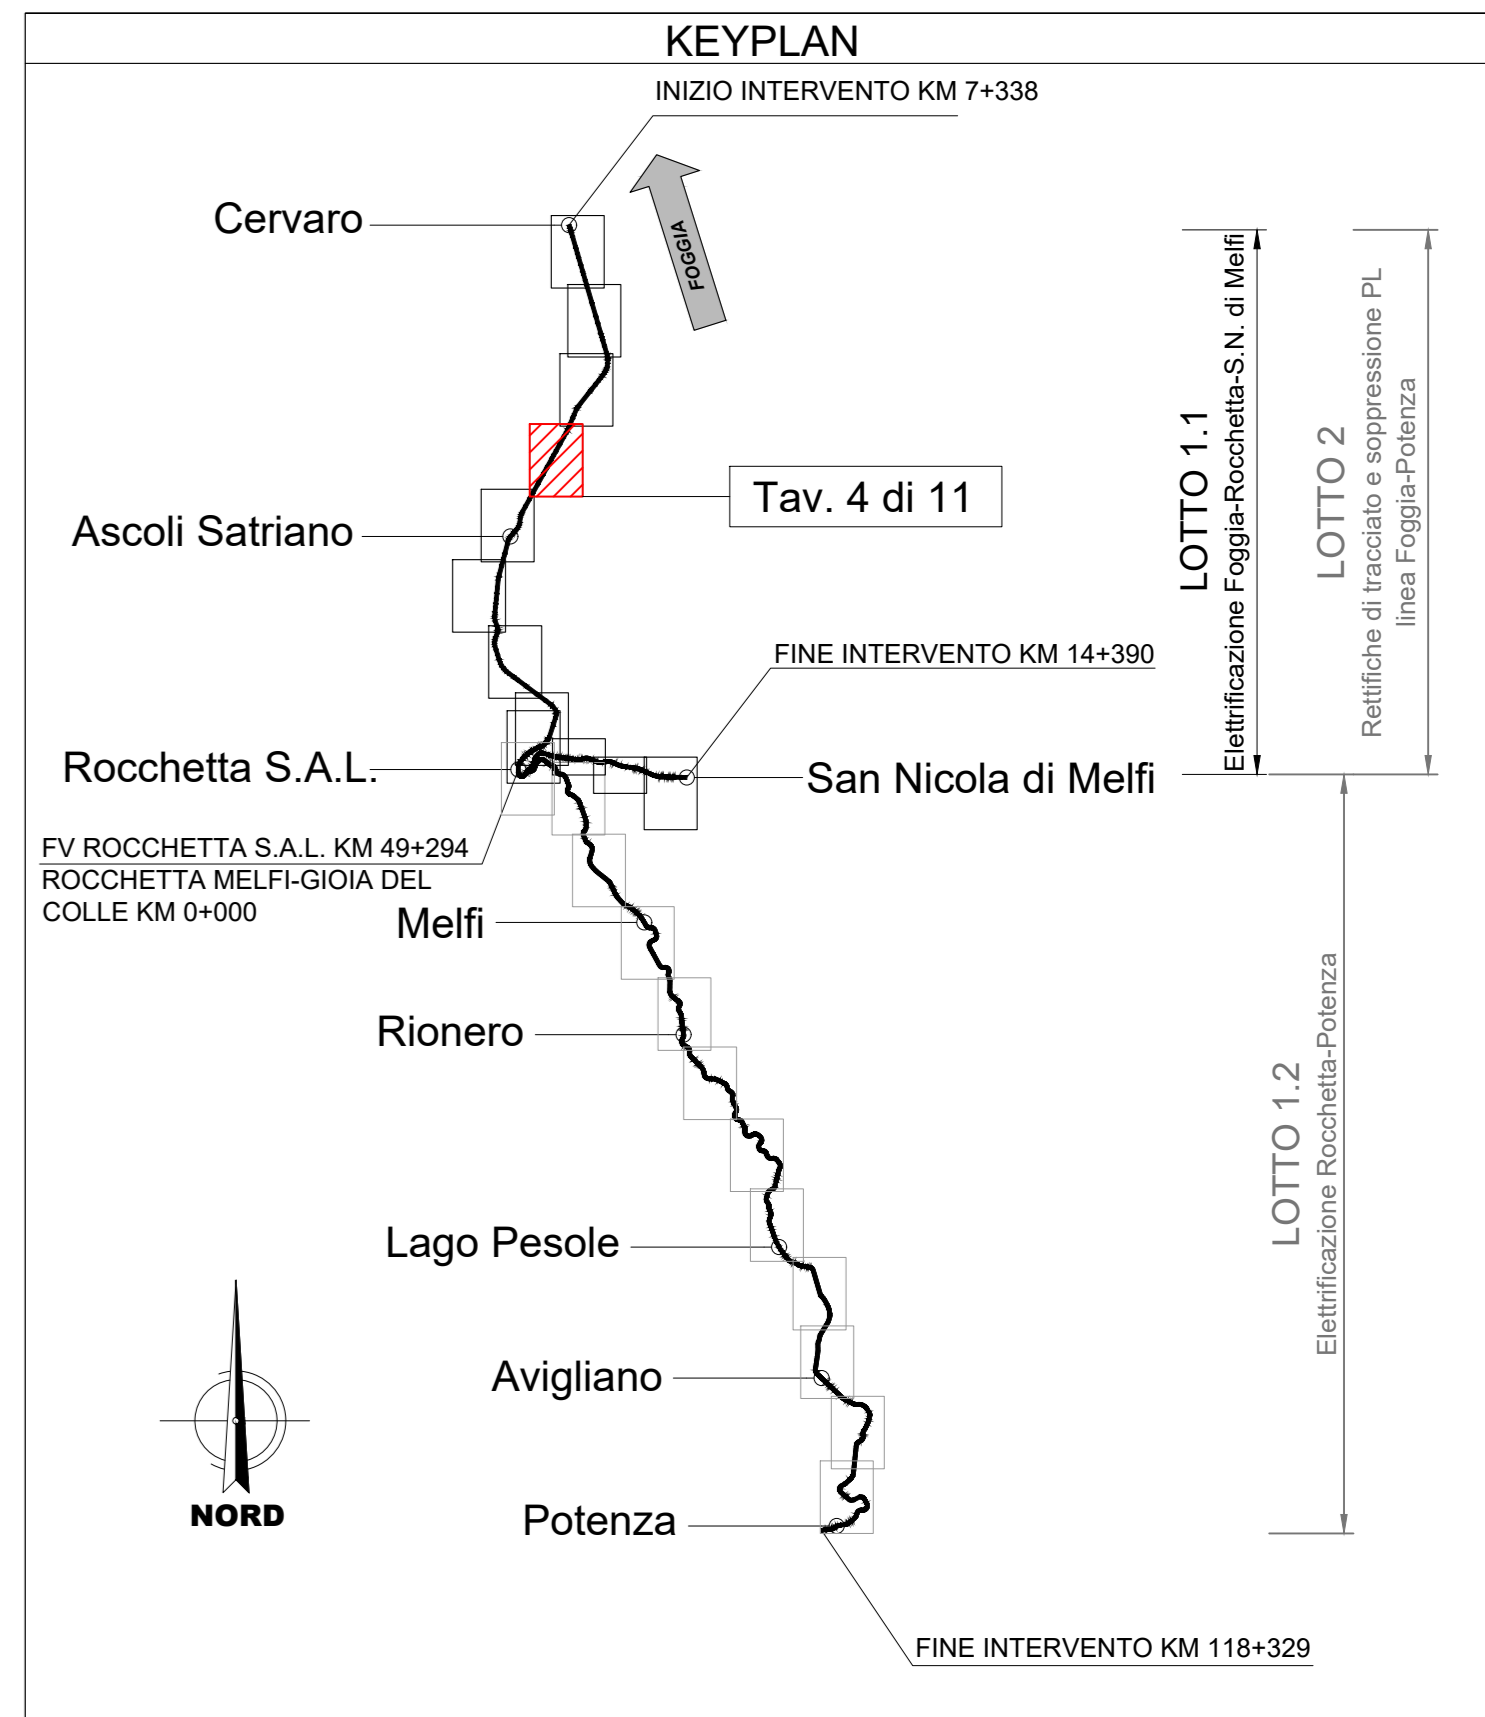 KEYPLAN
INIZIO INTERVENTO KM 7+338
FOGGIA
Cervaro
Tav. 4 di 11
Ascoli Satriano
FINE INTERVENTO KM 14+390
Rocchetta S.A.L.
San Nicola di Melfi
FV ROCCHETTA S.A.L. KM 49+294
ROCCHETTA MELFI-GIOIA DEL
COLLE KM 0+000
Melfi
Rionero
Lago Pesole
Avigliano
Potenza
FINE INTERVENTO KM 118+329
NORD
LOTTO 1.1
Elettrificazione Foggia-Rocchetta-S.N. di Melfi
LOTTO 2
Rettifiche di tracciato e soppressione PL
linea Foggia-Potenza
LOTTO 1.2
Elettrificazione Rocchetta-Potenza